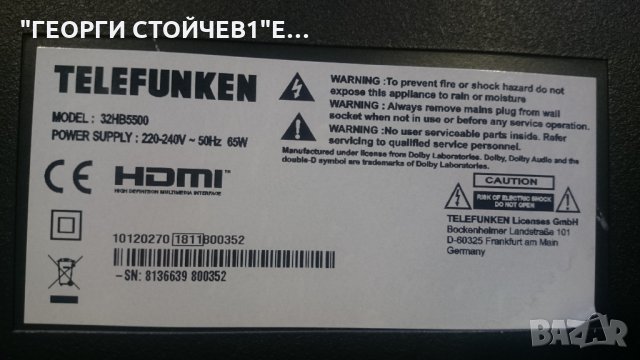 "ГЕОРГИ СТОЙЧЕВ1"Е...
TELEFUNKEN
MODEL : 32HB5500
POWER SUPPLY : 220-240V ~ 50Hz 65W
WARNING :To prevent fire or shock hazard do not
expose this appliance to rain or moisture
WARNING : Always remove mains plug from wall
socket when not in use or before any service operation.
WARNING :No user serviceable parts inside. Refer
servicing to qualified service personnel.
Manufactured under license from Dolby Laboratories. Dolby, Dolby Audio and the
double-D symbol are trademarks of Dolby Laboratories.
CE HDMI™
HIGH DEFINITION MULTIMEDIA INTERFACE
CAUTION
RISK OF ELECTRIC SHOCK
DO NOT OPEN
TELEFUNKEN Licenses GmbH
Bockenheimer Landstraße 101
D-60325 Frankfurt am Main
Germany
10120270 1811 800352
-SN: 8136639 800352
BAZAR